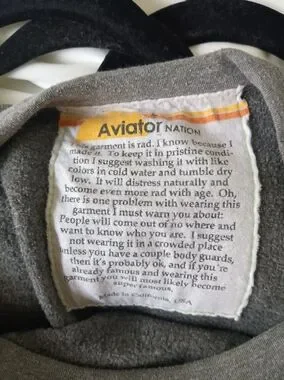 Aviator NATION
This garment is rad. I know because I
made it. To keep it in pristine condi-
tion I suggest washing it with like
colors in cold water and tumble dry
low. It will distress naturally and
become even more rad with age. Oh,
there is one problem with wearing this
garment I must warn you about:
People will come out of no where and
want to know who you are. I suggest
not wearing it in a crowded place
unless you have a couple body guards,
then it's probably ok, and if you're
already famous and wearing this
garment you will most likely become
super famous.
Made in California, USA